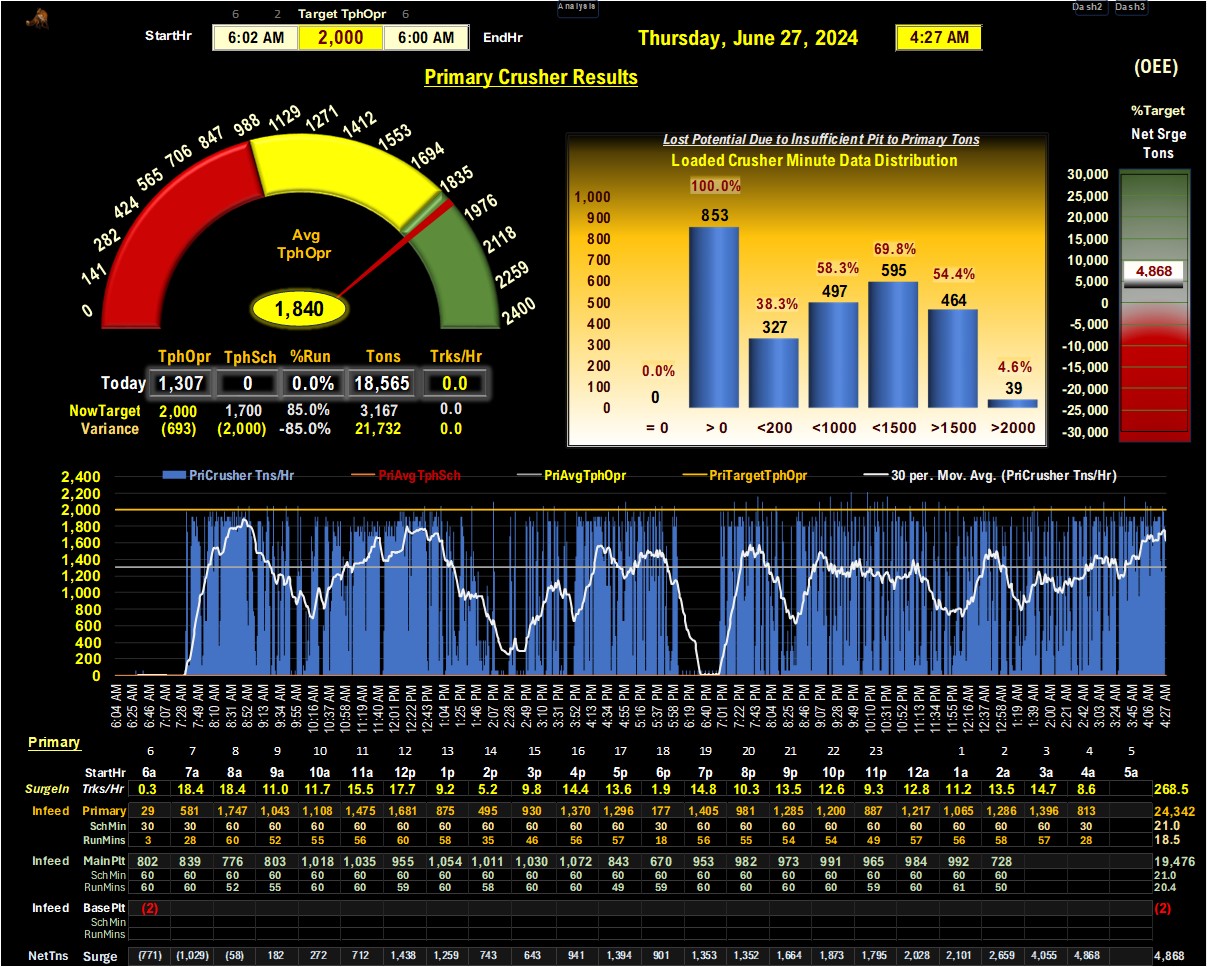 Analysis
Dash2 Dash3
6 2 Target TphOpr 6
StartHr 6:02 AM 2,000 6:00 AM EndHr
Thursday, June 27, 2024 4:27 AM
Primary Crusher Results
(OEE)
%Target
Net Srge
Tons
0 141 282 424 565 706 847 988 1129 1271 1412 1553 1694 1835 1976 2118 2259 2400
Avg
TphOpr
1,840
TphOpr TphSch %Run Tons Trks/Hr
Today 1,307 0 0.0% 18,565 0.0
NowTarget 2,000 1,700 85.0% 3,167 0.0
Variance (693) (2,000) -85.0% 21,732 0.0
Lost Potential Due to Insufficient Pit to Primary Tons
Loaded Crusher Minute Data Distribution
1,000
900
800
700
600
500
400
300
200
100
0
0.0% 100.0% 38.3% 58.3% 69.8% 54.4% 4.6%
0 853 327 497 595 464 39
= 0 > 0 <200 <1000 <1500 >1500 >2000
30,000
25,000
20,000
15,000
10,000
5,000
0
-5,000
-10,000
-15,000
-20,000
-25,000
-30,000
4,868
PriCrusher Tns/Hr PriAvgTphSch PriAvgTphOpr PriTargetTphOpr 30 per. Mov. Avg. (PriCrusher Tns/Hr)
2,400
2,200
2,000
1,800
1,600
1,400
1,200
1,000
800
600
400
200
0
6:04 AM 6:25 AM 6:46 AM 7:07 AM 7:28 AM 7:49 AM 8:10 AM 8:31 AM 8:52 AM 9:13 AM 9:34 AM 9:55 AM 10:16 AM 10:37 AM 10:58 AM 11:19 AM 11:40 AM 12:01 PM 12:22 PM 12:43 PM 1:04 PM 1:25 PM 1:46 PM 2:07 PM 2:28 PM 2:49 PM 3:10 PM 3:31 PM 3:52 PM 4:13 PM 4:34 PM 4:55 PM 5:16 PM 5:37 PM 5:58 PM 6:19 PM 6:40 PM 7:01 PM 7:22 PM 7:43 PM 8:04 PM 8:25 PM 8:46 PM 9:07 PM 9:28 PM 9:49 PM 10:10 PM 10:31 PM 10:52 PM 11:13 PM 11:34 PM 11:55 PM 12:16 AM 12:37 AM 12:58 AM 1:19 AM 1:39 AM 2:00 AM 2:21 AM 2:42 AM 3:03 AM 3:24 AM 3:45 AM 4:06 AM 4:27 AM
Primary
6 7 8 9 10 11 12 13 14 15 16 17 18 19 20 21 22 23 1 2 3 4 5
StartHr 6a 7a 8a 9a 10a 11a 12p 1p 2p 3p 4p 5p 6p 7p 8p 9p 10p 11p 12a 1a 2a 3a 4a 5a
SurgeIn Trks/Hr 0.3 18.4 18.4 11.0 11.7 15.5 17.7 9.2 5.2 9.8 14.4 13.6 1.9 14.8 10.3 13.5 12.6 9.3 12.8 11.2 13.5 14.7 8.6 268.5
Infeed Primary 29 581 1,747 1,043 1,108 1,475 1,681 875 495 930 1,370 1,296 177 1,405 981 1,285 1,200 887 1,217 1,065 1,286 1,396 813 24,342
SchMin 30 30 60 60 60 60 60 60 60 60 60 60 30 60 60 60 60 60 60 60 60 60 30 21.0
RunMins 3 28 60 52 55 56 60 58 35 46 56 57 18 56 55 54 54 49 57 56 58 57 28 18.5
Infeed MainPlt 802 839 776 803 1,018 1,035 955 1,054 1,011 1,030 1,072 843 670 953 982 973 991 965 984 992 728 19,476
SchMin 60 60 60 60 60 60 60 60 60 60 60 60 60 60 60 60 60 60 60 60 60 21.0
RunMins 60 60 52 55 60 60 59 60 58 60 60 49 59 60 60 60 60 59 60 61 50 20.4
Infeed BasePlt (2) (2)
SchMin
RunMins
NetTns Surge (771) (1,029) (58) 182 272 712 1,438 1,259 743 643 941 1,394 901 1,353 1,352 1,664 1,873 1,795 2,028 2,101 2,659 4,055 4,868 4,868